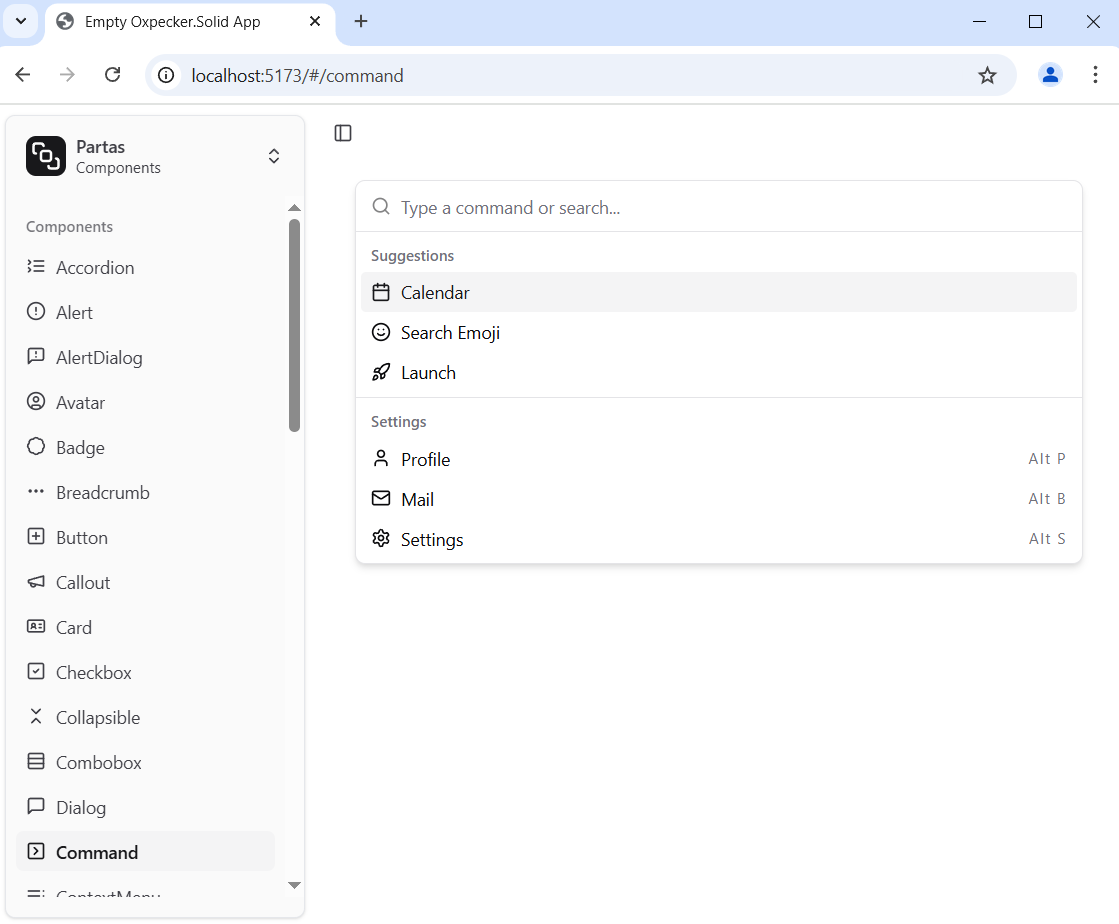 Empty Oxpecker.Solid App
localhost:5173/#/command
Partas
Components
Components
Accordion
Alert
AlertDialog
Avatar
Badge
Breadcrumb
Button
Callout
Card
Checkbox
Collapsible
Combobox
Dialog
Command
ContextMenu
Type a command or search...
Suggestions
Calendar
Search Emoji
Launch
Settings
Profile Alt P
Mail Alt B
Settings Alt S